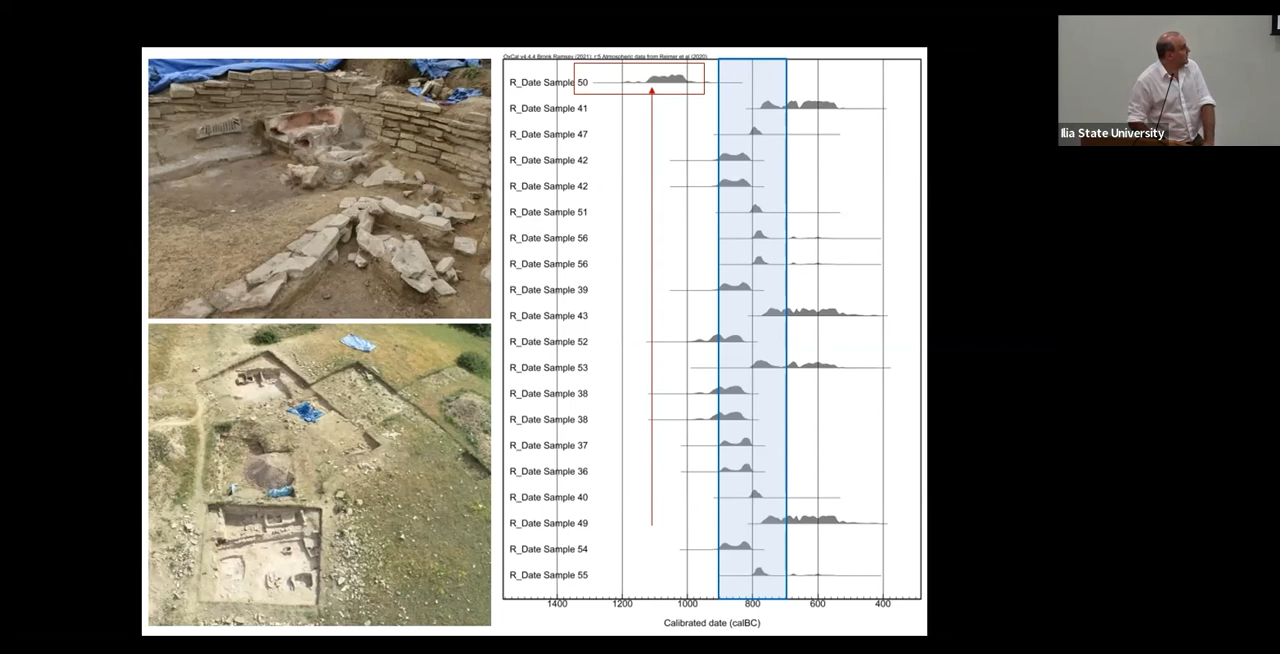 OxCal v4.4.4 Bronk Ramsey (2021); r:5 Atmospheric data from Reimer et al (2020)
R_Date Sample 50
R_Date Sample 41
R_Date Sample 47
R_Date Sample 42
R_Date Sample 42
R_Date Sample 51
R_Date Sample 56
R_Date Sample 56
R_Date Sample 39
R_Date Sample 43
R_Date Sample 52
R_Date Sample 53
R_Date Sample 38
R_Date Sample 38
R_Date Sample 37
R_Date Sample 36
R_Date Sample 40
R_Date Sample 49
R_Date Sample 54
R_Date Sample 55
1400 1200 1000 800 600 400
Calibrated date (calBC)
Ilia State University